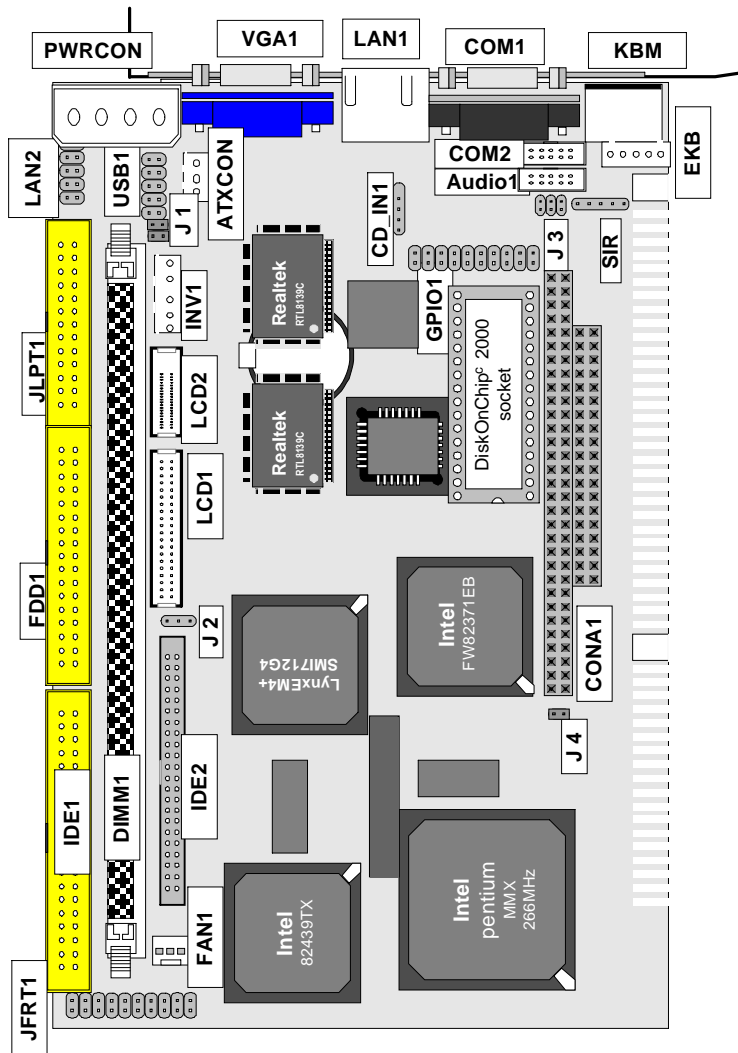 PWRCON
VGA1
LAN1
COM1
KBM
LAN2
USB1
J 1
ATXCON
COM2
Audio1
EKB
CD_IN1
J 3
SIR
JLPT1
INV1
Realtek
RTL8139C
GPIO1
LCD2
Realtek
RTL8139C
DiskOnChipᶜ 2000
socket
LCD1
FDD1
J 2
LynxEM4+
SMI712G4
Intel
FW82371EB
CONA1
J 4
IDE1
DIMM1
IDE2
FAN1
Intel
82439TX
Intel
pentium
MMX
266MHz
JFRT1